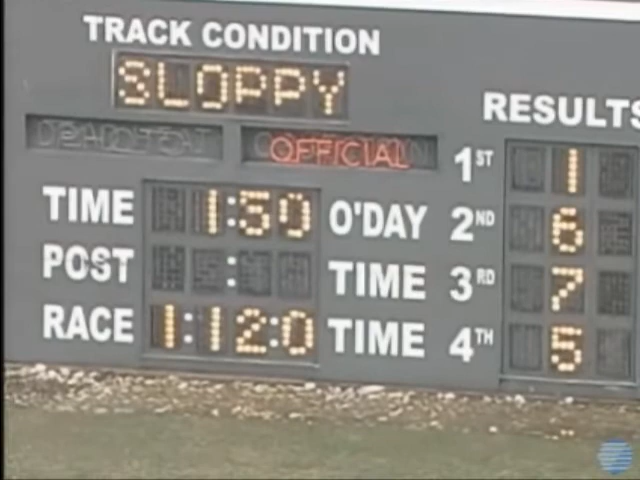 TRACK CONDITION
SLOPPY
RESULTS
OFFICIAL
1ST 1
TIME 1:50 O'DAY 2ND 6
POST : TIME 3RD 7
RACE 1:12:0 TIME 4TH 5